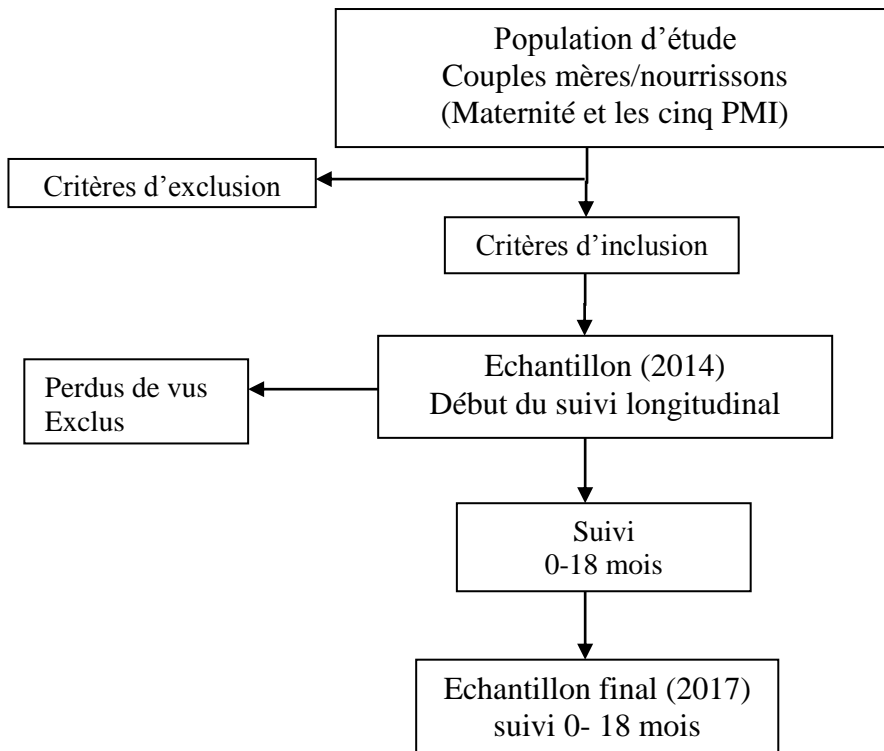 Population d’étude
Couples mères/nourrissons
(Maternité et les cinq PMI)
Critères d’exclusion
Critères d’inclusion
Echantillon (2014)
Début du suivi longitudinal
Perdus de vus
Exclus
Suivi
0-18 mois
Echantillon final (2017)
suivi 0- 18 mois